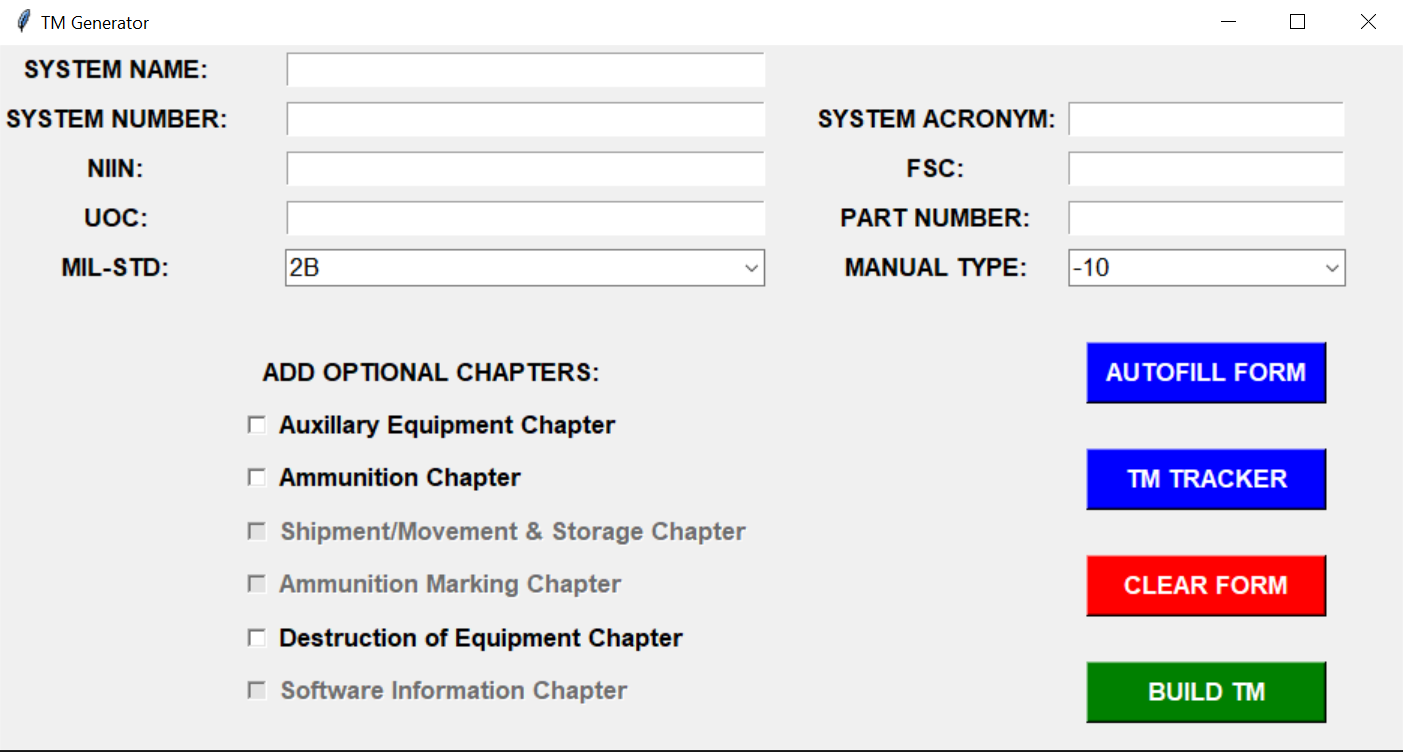 TM Generator
SYSTEM NAME:
SYSTEM NUMBER:
SYSTEM ACRONYM:
NIIN:
FSC:
UOC:
PART NUMBER:
MIL-STD:
2B
MANUAL TYPE:
-10
ADD OPTIONAL CHAPTERS:
AUTOFILL FORM
Auxillary Equipment Chapter
Ammunition Chapter
TM TRACKER
Shipment/Movement & Storage Chapter
Ammunition Marking Chapter
CLEAR FORM
Destruction of Equipment Chapter
Software Information Chapter
BUILD TM